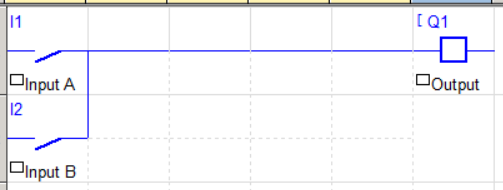 I1
[ Q1
Input A
Output
I2
Input B